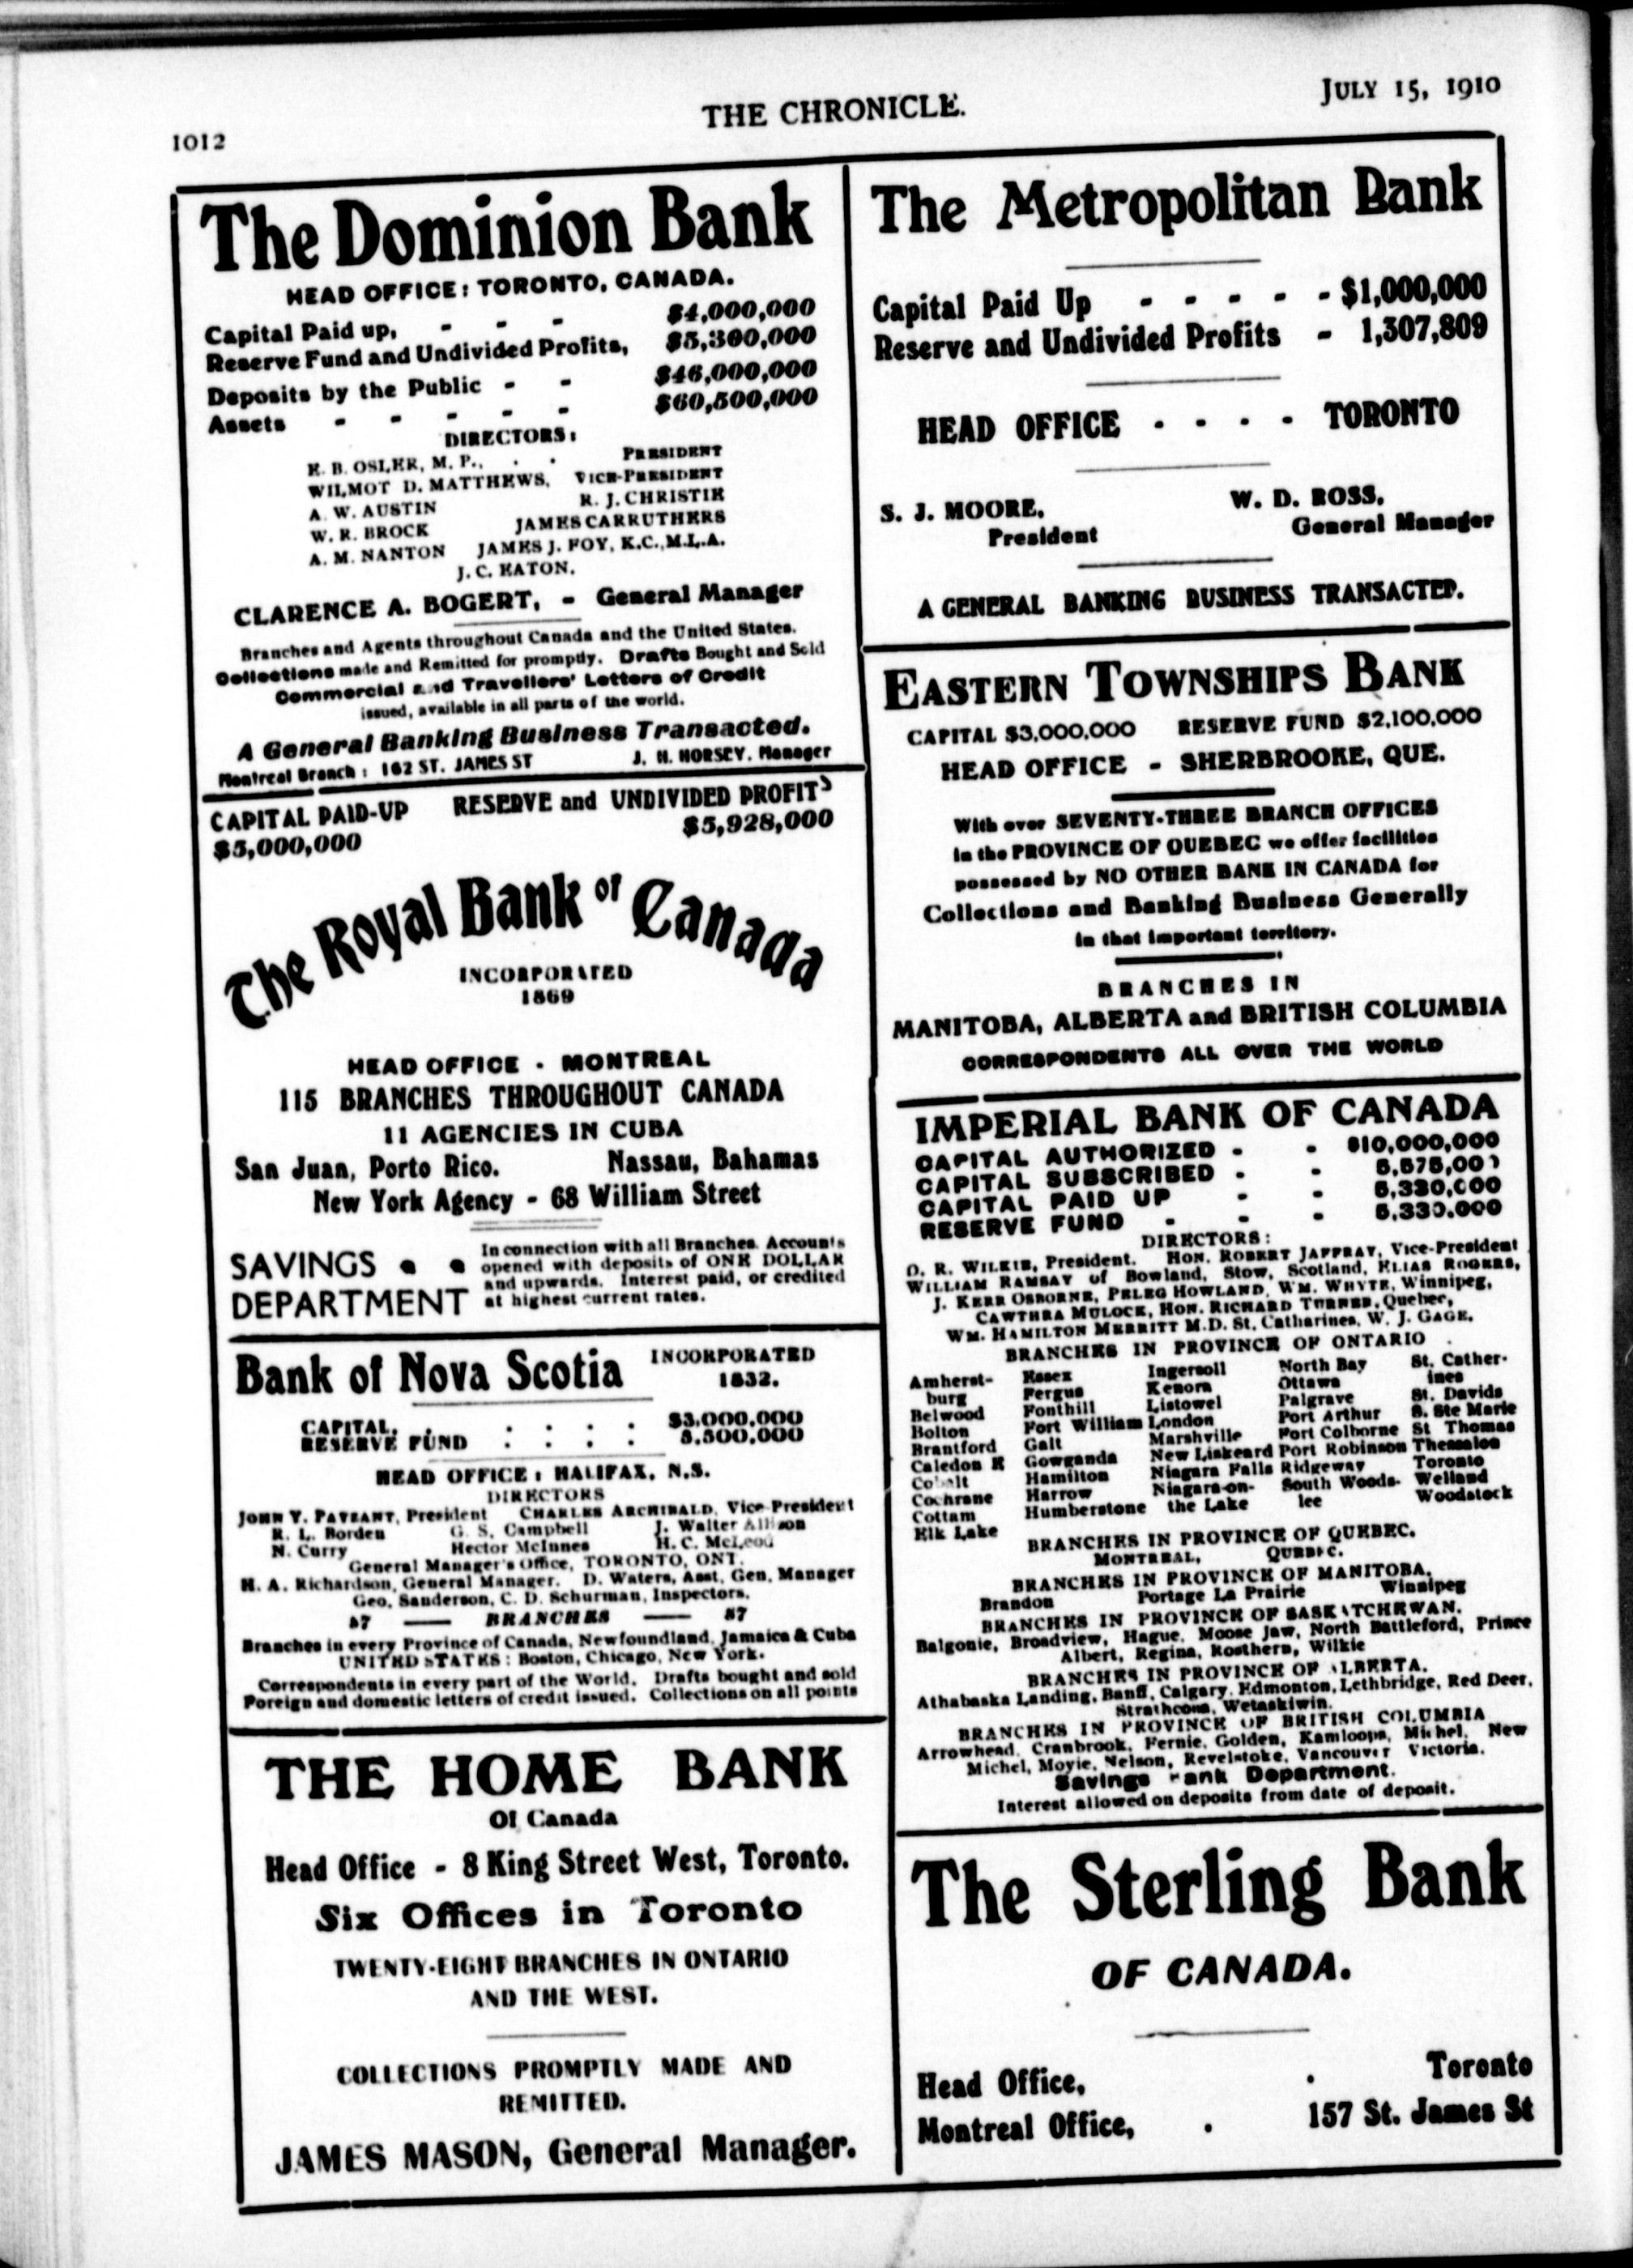 1012
THE CHRONICLE.
JULY 15, 1910
The Dominion Bank
HEAD OFFICE: TORONTO, CANADA.
Capital Paid up, - - - $4,000,000
Reserve Fund and Undivided Profits, $5,300,000
Deposits by the Public - - $46,000,000
Assets - - - - - $60,500,000
DIRECTORS:
E. B. OSLER, M. P., . . PRESIDENT
WILMOT D. MATTHEWS, VICE-PRESIDENT
A. W. AUSTIN R. J. CHRISTIE
W. R. BROCK JAMES CARRUTHERS
A. M. NANTON JAMES J. FOY, K.C., M.L.A.
J. C. EATON.
CLARENCE A. BOGERT, - General Manager
Branches and Agents throughout Canada and the United States.
Collections made and Remitted for promptly. Drafts Bought and Sold
Commercial and Travellers' Letters of Credit
issued, available in all parts of the world.
A General Banking Business Transacted.
Montreal Branch : 162 ST. JAMES ST J. H. HORSEY, Manager
CAPITAL PAID-UP RESERVE and UNDIVIDED PROFITS
$5,000,000 $5,928,000
The Royal Bank of Canada
INCORPORATED
1869
HEAD OFFICE - MONTREAL
115 BRANCHES THROUGHOUT CANADA
11 AGENCIES IN CUBA
San Juan, Porto Rico. Nassau, Bahamas
New York Agency - 68 William Street
SAVINGS DEPARTMENT
In connection with all Branches. Accounts
opened with deposits of ONE DOLLAR
and upwards. Interest paid, or credited
at highest current rates.
Bank of Nova Scotia INCORPORATED
1832.
CAPITAL, . . . . . $3,000,000
RESERVE FUND : : : : 5.500,000
HEAD OFFICE : HALIFAX, N.S.
DIRECTORS
JOHN Y. PAYZANT, President CHARLES ARCHIBALD, Vice-President
R. L. Borden G. S. Campbell J. Walter Allison
N. Curry Hector McInnes H. C. McLeod
General Manager's Office, TORONTO, ONT.
H. A. Richardson, General Manager. D. Waters, Asst. Gen. Manager
Geo. Sanderson, C. D. Schurman, Inspectors.
87 —— BRANCHES —— 87
Branches in every Province of Canada, Newfoundland, Jamaica & Cuba
UNITED STATES : Boston, Chicago, New York.
Correspondents in every part of the World. Drafts bought and sold
Foreign and domestic letters of credit issued. Collections on all points
THE HOME BANK
Of Canada
Head Office - 8 King Street West, Toronto.
Six Offices in Toronto
TWENTY-EIGHT BRANCHES IN ONTARIO
AND THE WEST.
COLLECTIONS PROMPTLY MADE AND
REMITTED.
JAMES MASON, General Manager.
The Metropolitan Bank
Capital Paid Up - - - - - $1,000,000
Reserve and Undivided Profits - 1,307,809
HEAD OFFICE - - - - TORONTO
S. J. MOORE, W. D. ROSS,
President General Manager
A GENERAL BANKING BUSINESS TRANSACTED.
EASTERN TOWNSHIPS BANK
CAPITAL $3,000,000 RESERVE FUND $2,100,000
HEAD OFFICE - SHERBROOKE, QUE.
With over SEVENTY-THREE BRANCH OFFICES
in the PROVINCE OF QUEBEC we offer facilities
possessed by NO OTHER BANK IN CANADA for
Collections and Banking Business Generally
in that important territory.
BRANCHES IN
MANITOBA, ALBERTA and BRITISH COLUMBIA
CORRESPONDENTS ALL OVER THE WORLD
IMPERIAL BANK OF CANADA
CAPITAL AUTHORIZED - - $10,000,000
CAPITAL SUBSCRIBED - - 5,575,000
CAPITAL PAID UP - - 5,330,000
RESERVE FUND - - - 5,330,000
DIRECTORS:
D. R. WILKIE, President. HON. ROBERT JAFFRAY, Vice-President
WILLIAM RAMSAY of Bowland, Stow, Scotland, ELIAS ROGERS,
J. KERR OSBORNE, PELEG HOWLAND, WM. WHYTE, Winnipeg,
CAWTHRA MULOCK, HON. RICHARD TURNER, Quebec,
WM. HAMILTON MERRITT M.D. St. Catharines, W. J. GAGE.
BRANCHES IN PROVINCE OF ONTARIO
Amherst- Essex Ingersoll North Bay St. Cather-
burg Fergus Kenora Ottawa ines
Belwood Fonthill Listowel Palgrave St. Davids
Bolton Fort William London Port Arthur S. Ste Marie
Brantford Galt Marshville Port Colborne St Thomas
Caledon E Gowganda New Liskeard Port Robinson Thessalon
Cobalt Hamilton Niagara Falls Ridgeway Toronto
Cochrane Harrow Niagara-on- South Woods- Welland
Cottam Humberstone the Lake lee Woodstock
Elk Lake
BRANCHES IN PROVINCE OF QUEBEC.
MONTREAL, QUEBEC.
BRANCHES IN PROVINCE OF MANITOBA.
Brandon Portage La Prairie Winnipeg
BRANCHES IN PROVINCE OF SASKATCHEWAN.
Balgonie, Broadview, Hague, Moose Jaw, North Battleford, Prince
Albert, Regina, Rosthern, Wilkie
BRANCHES IN PROVINCE OF ALBERTA.
Athabaska Landing, Banff, Calgary, Edmonton, Lethbridge, Red Deer,
Strathcona, Wetaskiwin.
BRANCHES IN PROVINCE OF BRITISH COLUMBIA
Arrowhead, Cranbrook, Fernie, Golden, Kamloops, Michel, New
Michel, Moyie, Nelson, Revelstoke, Vancouver Victoria.
Savings Bank Department.
Interest allowed on deposits from date of deposit.
The Sterling Bank
OF CANADA.
Head Office, . Toronto
Montreal Office, . 157 St. James St